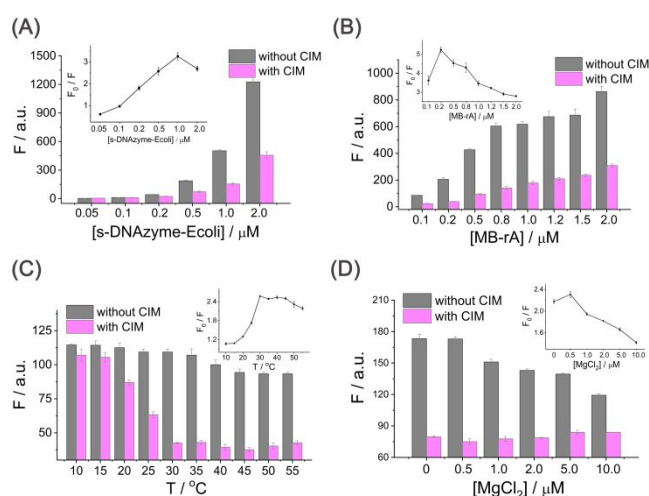 (A)
1500
1200
900
600
300
0
F / a.u.
F₀ / F
3
2
1
0.05 0.1 0.2 0.5 1.0 2.0
[s-DNAzyme-Ecoli] / μM
without CIM
with CIM
0.05 0.1 0.2 0.5 1.0 2.0
[s-DNAzyme-Ecoli] / μM
(B)
1000
800
600
400
200
0
F / a.u.
F₀ / F
5
4
3
0.1 0.2 0.5 0.8 1.0 1.2 1.5 2.0
[MB-rA] / μM
without CIM
with CIM
0.1 0.2 0.5 0.8 1.0 1.2 1.5 2.0
[MB-rA] / μM
(C)
125
100
75
50
F / a.u.
without CIM
with CIM
F₀ / F
2.4
1.8
1.2
10 20 30 40 50
T / °C
10 15 20 25 30 35 40 45 50 55
T / °C
(D)
210
180
150
120
90
60
F / a.u.
without CIM
with CIM
F₀ / F
2.4
2.0
1.6
0 0.5 1.0 2.0 5.0 10.0
[MgCl₂] / μM
0 0.5 1.0 2.0 5.0 10.0
[MgCl₂] / μM